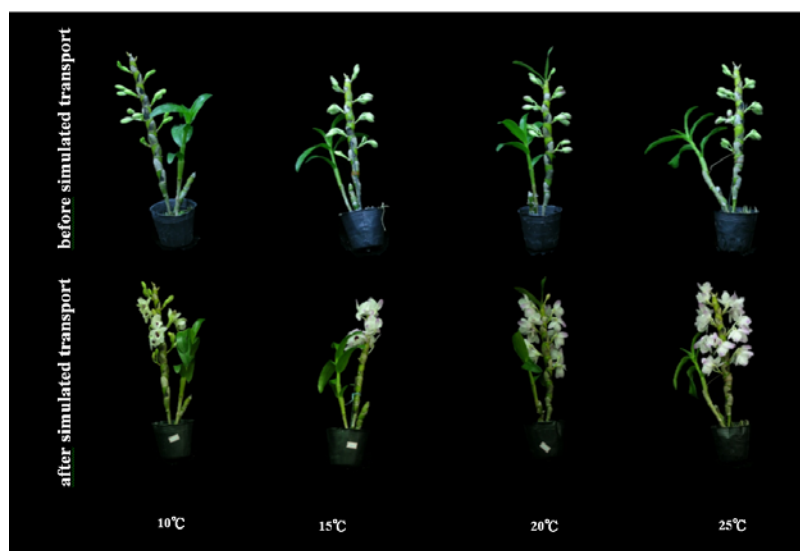 before simulated transport
after simulated transport
10℃
15℃
20℃
25℃